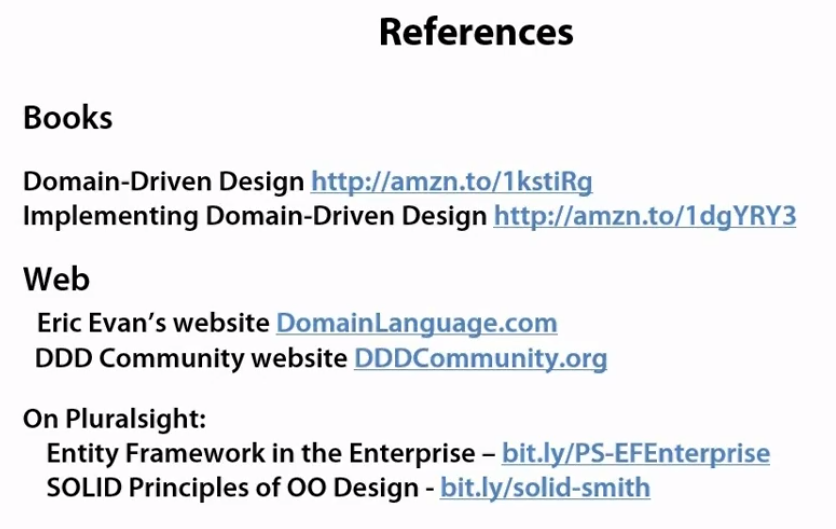 References
Books
Domain-Driven Design http://amzn.to/1kstiRg
Implementing Domain-Driven Design http://amzn.to/1dgYRY3
Web
Eric Evan’s website DomainLanguage.com
DDD Community website DDDCommunity.org
On Pluralsight:
Entity Framework in the Enterprise – bit.ly/PS-EFEnterprise
SOLID Principles of OO Design - bit.ly/solid-smith